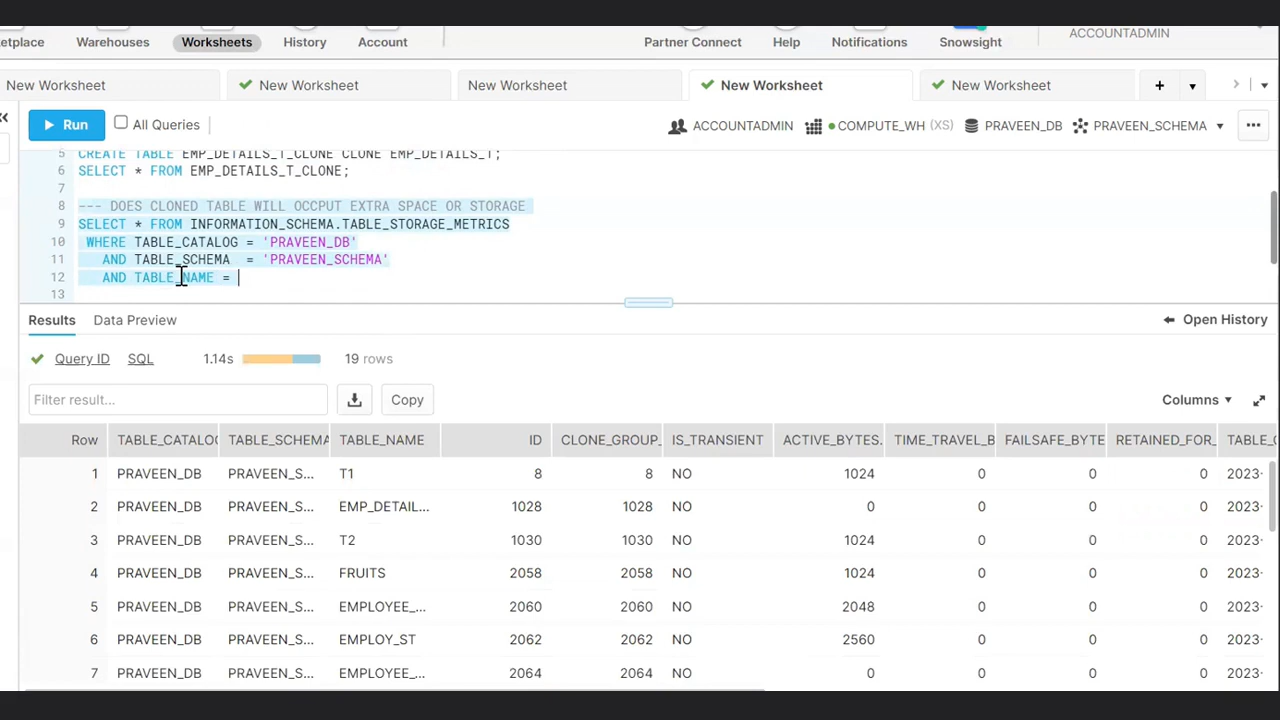 etplace Warehouses Worksheets History Account Partner Connect Help Notifications Snowsight ACCOUNTADMIN
New Worksheet New Worksheet New Worksheet New Worksheet New Worksheet +
Run All Queries ACCOUNTADMIN COMPUTE_WH (XS) PRAVEEN_DB PRAVEEN_SCHEMA ...
5 CREATE TABLE EMP_DETAILS_T_CLONE CLONE EMP_DETAILS_T;
6 SELECT * FROM EMP_DETAILS_T_CLONE;
7
8 --- DOES CLONED TABLE WILL OCCPUT EXTRA SPACE OR STORAGE
9 SELECT * FROM INFORMATION_SCHEMA.TABLE_STORAGE_METRICS
10 WHERE TABLE_CATALOG = 'PRAVEEN_DB'
11 AND TABLE_SCHEMA = 'PRAVEEN_SCHEMA'
12 AND TABLE_NAME =
13
Results Data Preview Open History
Query ID SQL 1.14s 19 rows
Filter result... Copy Columns
Row TABLE_CATALO TABLE_SCHEMA TABLE_NAME ID CLONE_GROUP_ IS_TRANSIENT ACTIVE_BYTES. TIME_TRAVEL_B FAILSAFE_BYTE RETAINED_FOR_ TABLE_C
1 PRAVEEN_DB PRAVEEN_S... T1 8 8 NO 1024 0 0 0 2023-
2 PRAVEEN_DB PRAVEEN_S... EMP_DETAIL... 1028 1028 NO 0 0 0 0 2023-
3 PRAVEEN_DB PRAVEEN_S... T2 1030 1030 NO 1024 0 0 0 2023-
4 PRAVEEN_DB PRAVEEN_S... FRUITS 2058 2058 NO 1024 0 0 0 2023-
5 PRAVEEN_DB PRAVEEN_S... EMPLOYEE_... 2060 2060 NO 2048 0 0 0 2023-
6 PRAVEEN_DB PRAVEEN_S... EMPLOY_ST 2062 2062 NO 2560 0 0 0 2023-
7 PRAVEEN_DB PRAVEEN_S... EMPLOYEE_... 2064 2064 NO 0 0 0 0 2023-